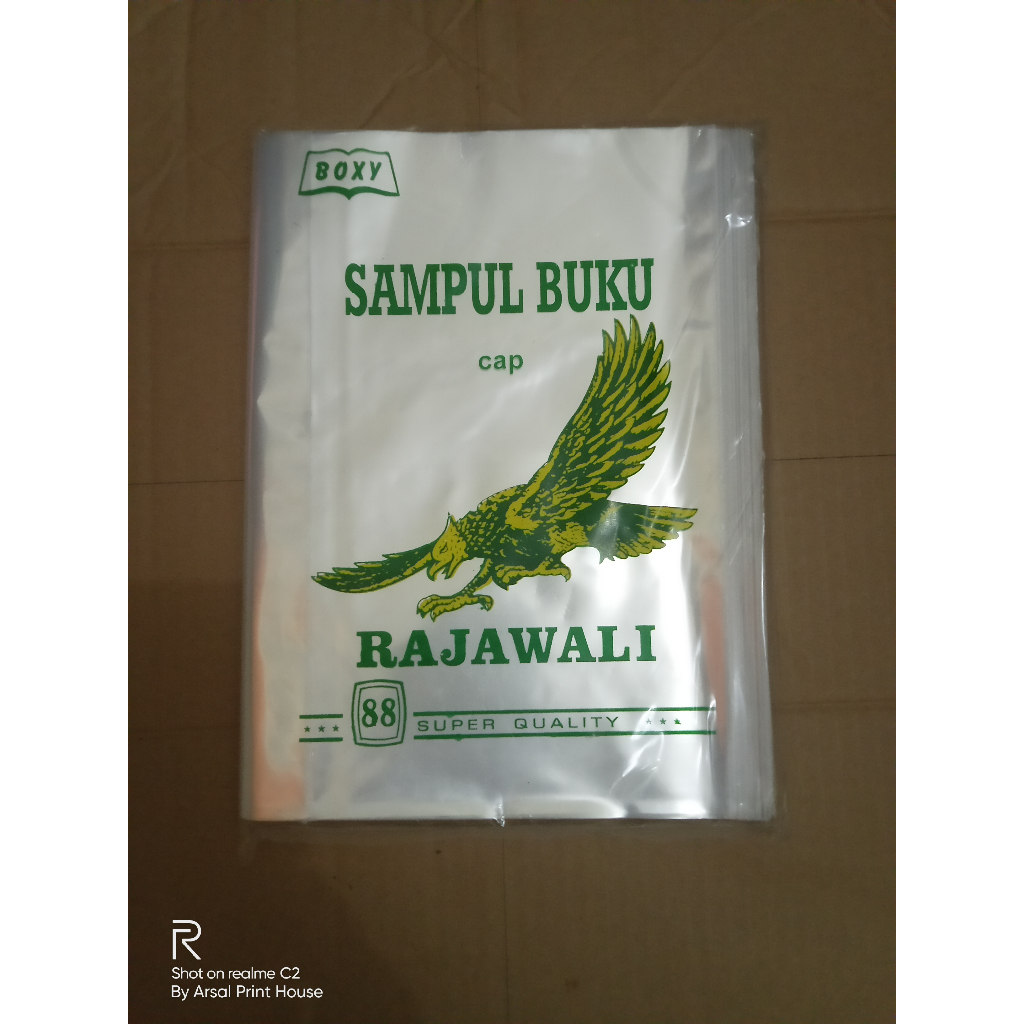 BOXY
SAMPUL BUKU
cap
RAJAWALI
88 SUPER QUALITY
Shot on realme C2
By Arsal Print House